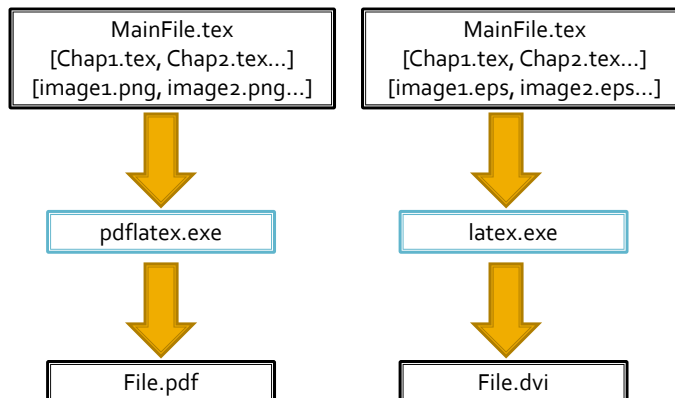 MainFile.tex
[Chap1.tex, Chap2.tex...]
[image1.png, image2.png...]
pdflatex.exe
File.pdf
MainFile.tex
[Chap1.tex, Chap2.tex...]
[image1.eps, image2.eps...]
latex.exe
File.dvi